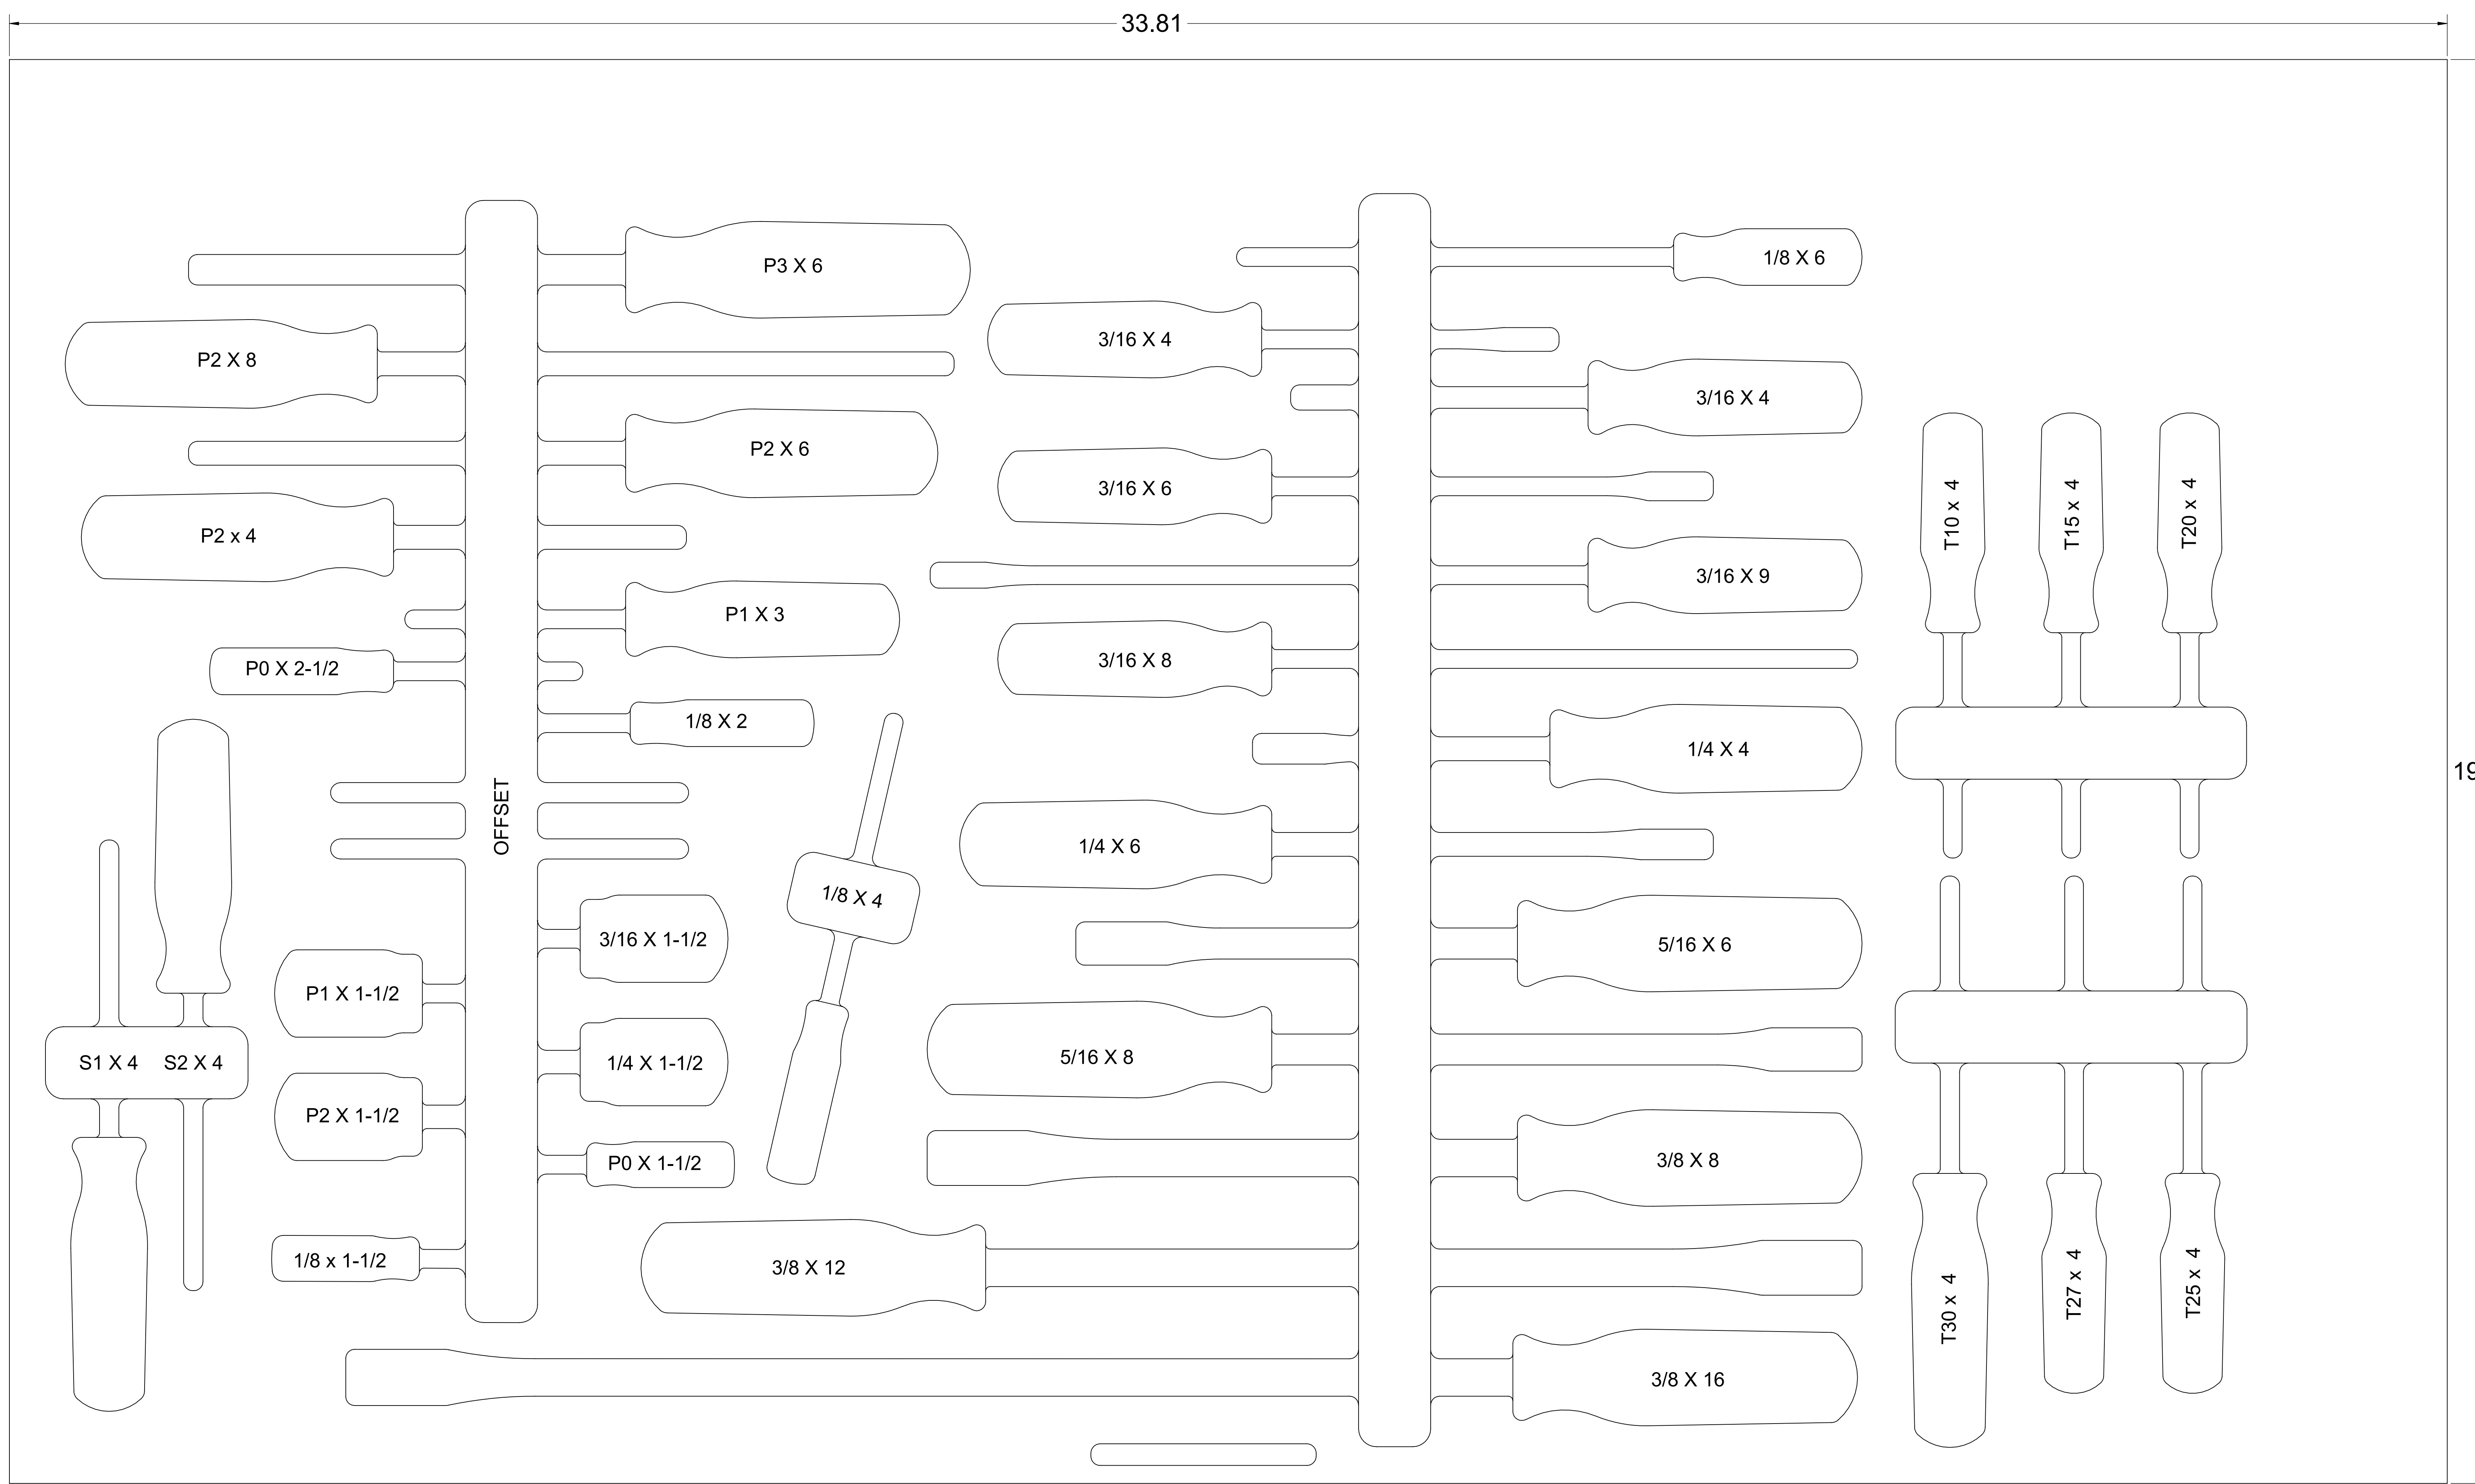 33.81
P3 X 6
1/8 X 6
P2 X 8
3/16 X 4
3/16 X 4
P2 X 6
3/16 X 6
T10 x 4
T15 x 4
T20 x 4
P2 x 4
3/16 X 9
P1 X 3
P0 X 2-1/2
3/16 X 8
1/8 X 2
1/4 X 4
19
OFFSET
1/4 X 6
1/8 X 4
3/16 X 1-1/2
5/16 X 6
P1 X 1-1/2
S1 X 4
S2 X 4
1/4 X 1-1/2
5/16 X 8
P2 X 1-1/2
P0 X 1-1/2
3/8 X 8
1/8 x 1-1/2
3/8 X 12
T30 x 4
T27 x 4
T25 x 4
3/8 X 16